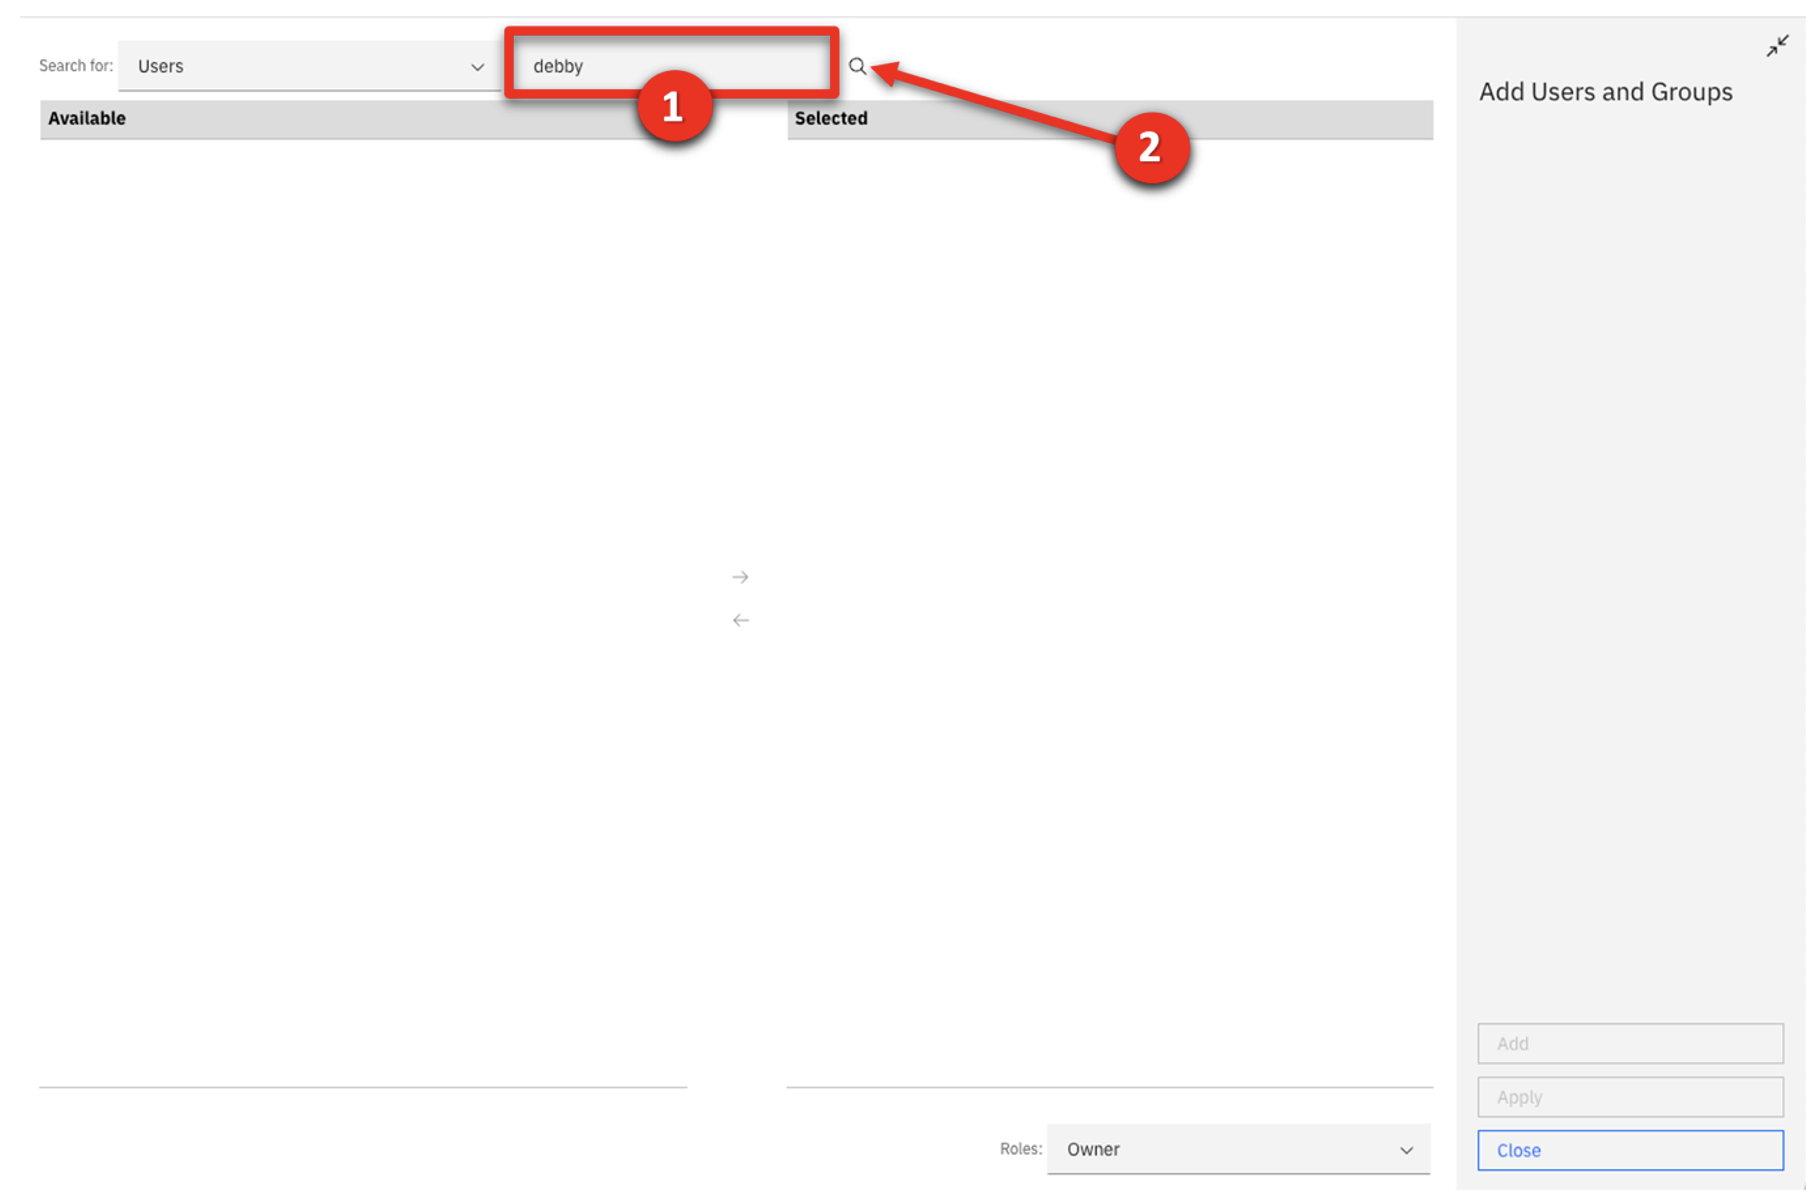 Search for: Users debby
1
Available Selected
2
Add Users and Groups
Add
Apply
Roles: Owner
Close